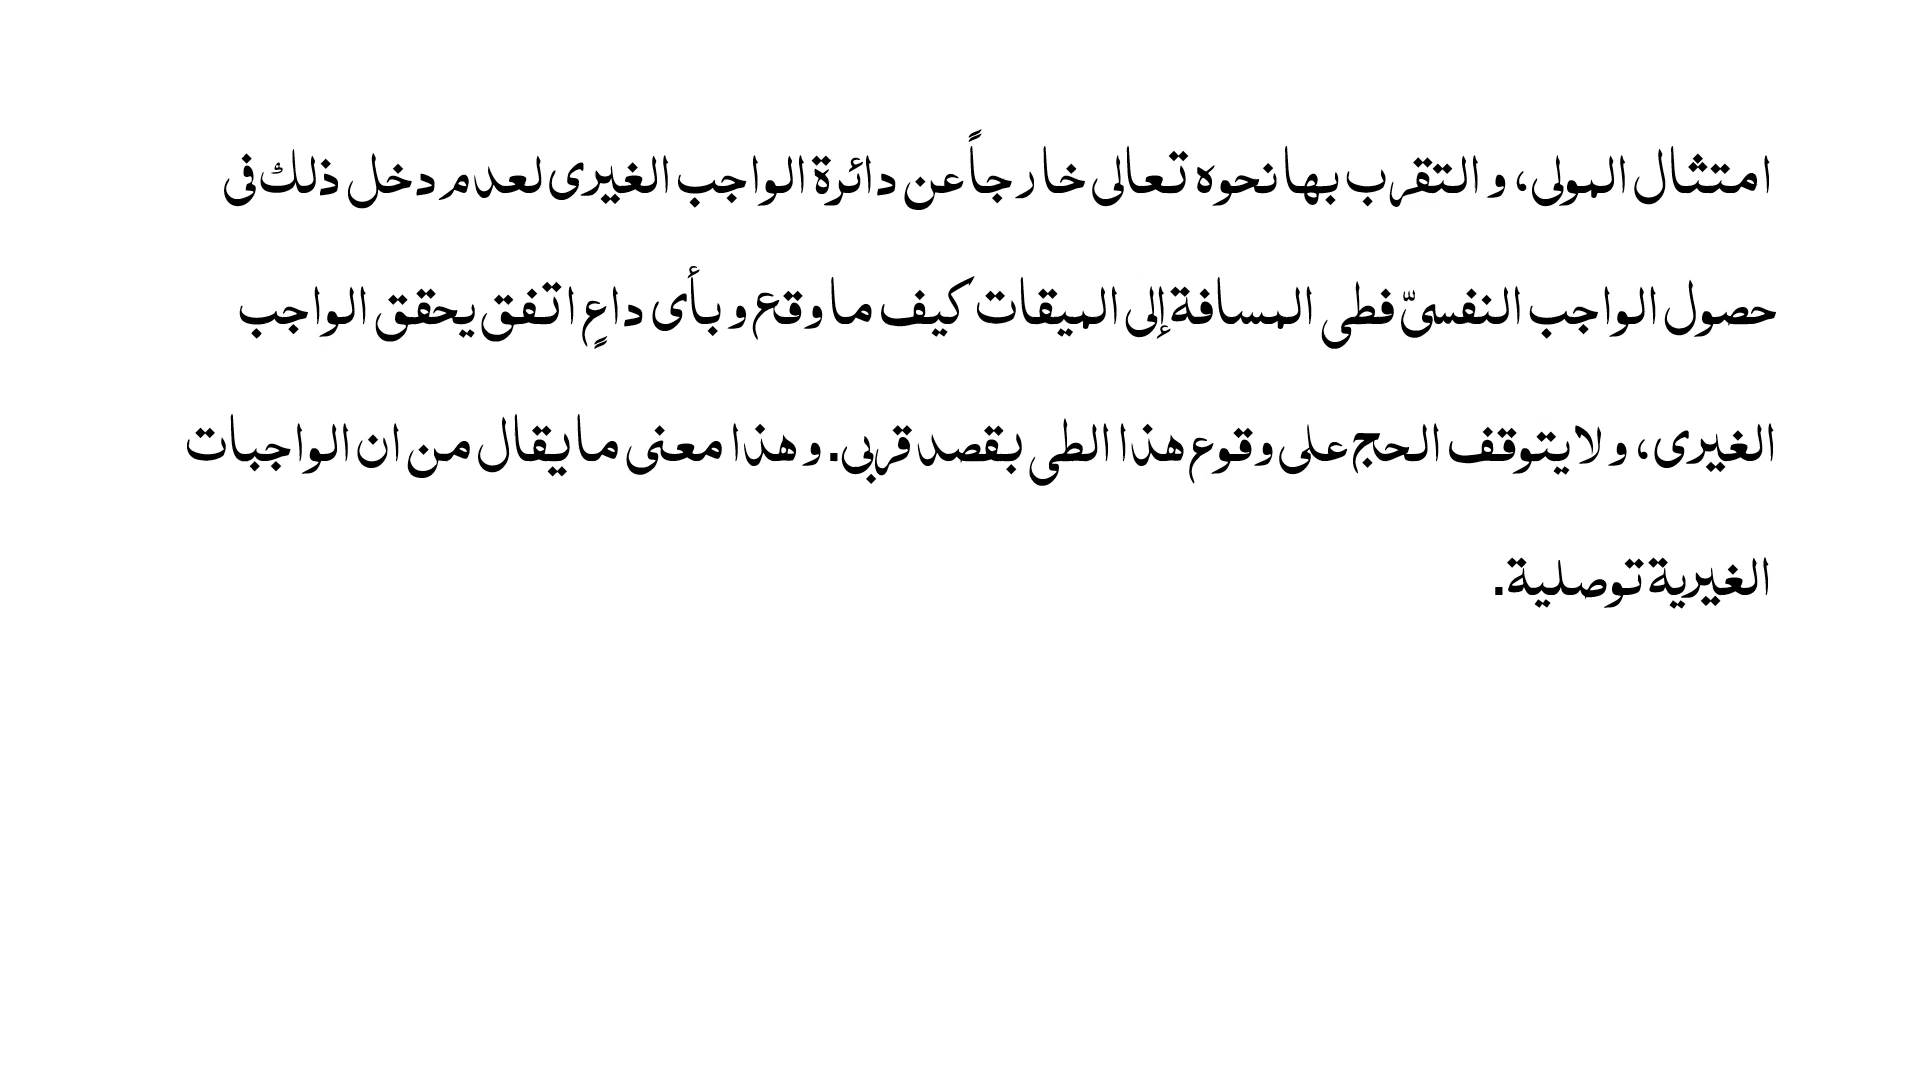 امتثال المولى، و التقرب بها نحوه تعالى خارجاً عن دائرة الواجب الغيرى لعدم دخل ذلك فى
حصول الواجب النفسىّ فطى المسافة إلى الميقات كيف ما وقع و بأى داعٍ اتفق يحقق الواجب
الغيرى، و لا يتوقف الحج على وقوع هذا الطى بقصد قربى. و هذا معنى ما يقال من ان الواجبات
الغيرية توصلية.